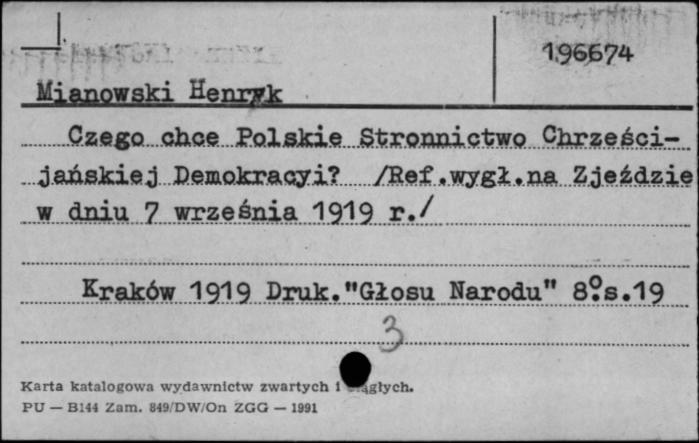 196674
Mianowski Henryk
Czego chce Polskie Stronnictwo Chrześci-
jańskiej Demokracyi? /Ref.wygł.na Zjeździe
w dniu 7 września 1919 r./
Kraków 1919 Druk."Głosu Narodu" 8°.s.19
3
Karta katalogowa wydawnictw zwartych i
PU — B144 Zam. 849/DW/On ZGG — 1991